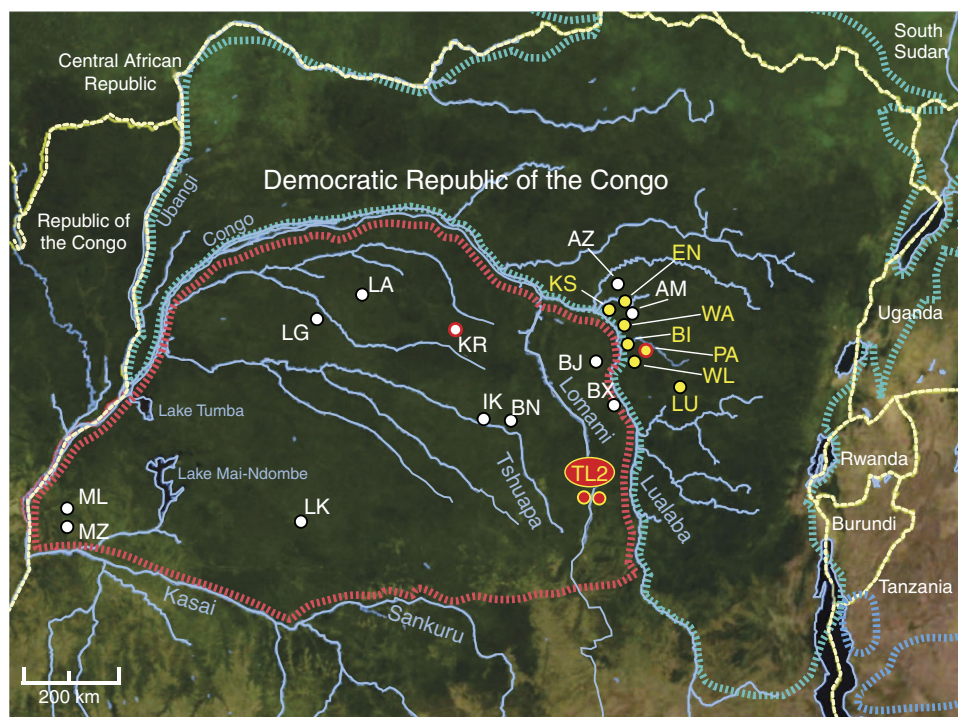 South
Sudan
Central African
Republic
Ubangi
Democratic Republic of the Congo
Republic of
the Congo
Congo
AZ
EN
KS
AM
LA
WA
Uganda
LG
KR
BI
PA
BJ
WL
BX
LU
IK
BN
Lomami
Lake Tumba
Tshuapa
Rwanda
Lake Mai-Ndombe
TL2
Lualaba
ML
LK
MZ
Burundi
Tanzania
Kasai
Sankuru
200 km